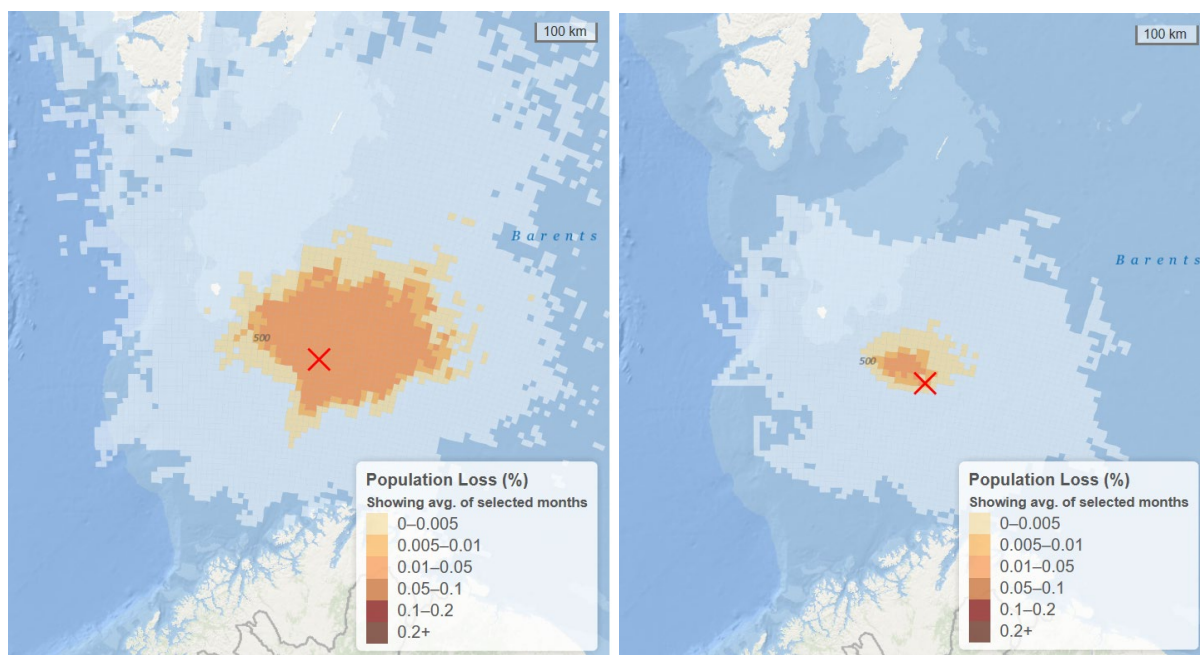 100 km
Barents
500
Population Loss (%)
Showing avg. of selected months
0–0.005
0.005–0.01
0.01–0.05
0.05–0.1
0.1–0.2
0.2+
100 km
Barents
500
Population Loss (%)
Showing avg. of selected months
0–0.005
0.005–0.01
0.01–0.05
0.05–0.1
0.1–0.2
0.2+